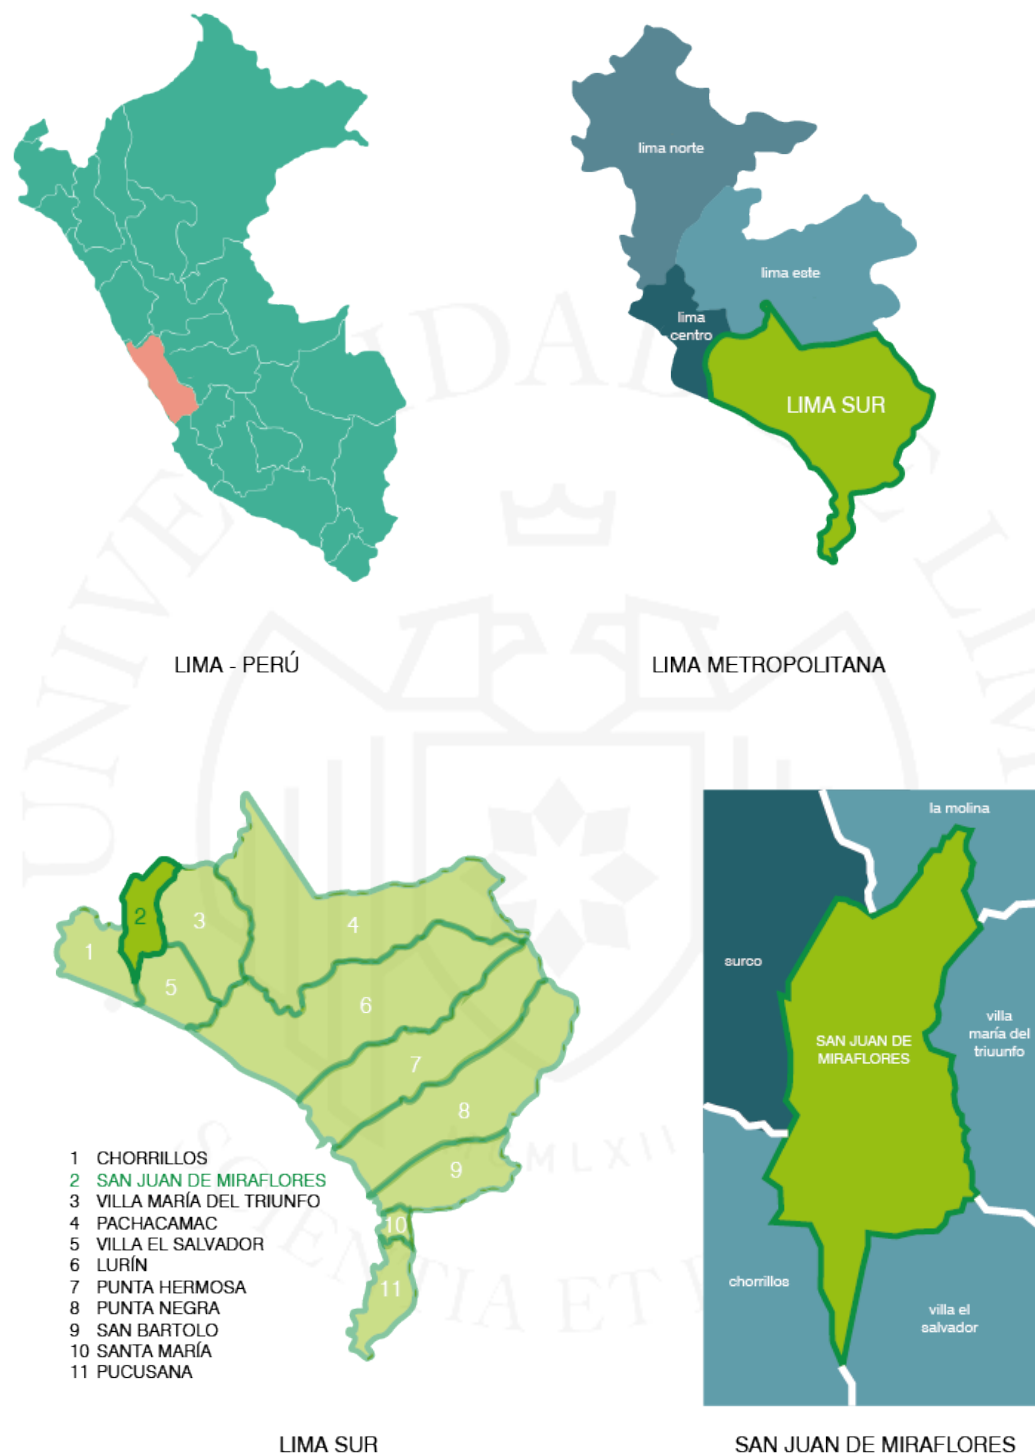 lima norte
lima este
lima
centro
LIMA SUR
LIMA - PERÚ
LIMA METROPOLITANA
1
2
3
4
5
6
7
8
9
10
11
1 CHORRILLOS
2 SAN JUAN DE MIRAFLORES
3 VILLA MARÍA DEL TRIUNFO
4 PACHACAMAC
5 VILLA EL SALVADOR
6 LURÍN
7 PUNTA HERMOSA
8 PUNTA NEGRA
9 SAN BARTOLO
10 SANTA MARÍA
11 PUCUSANA
LIMA SUR
la molina
surco
villa
maría del
triuunfo
SAN JUAN DE
MIRAFLORES
chorrillos
villa el
salvador
SAN JUAN DE MIRAFLORES
MCMLXII